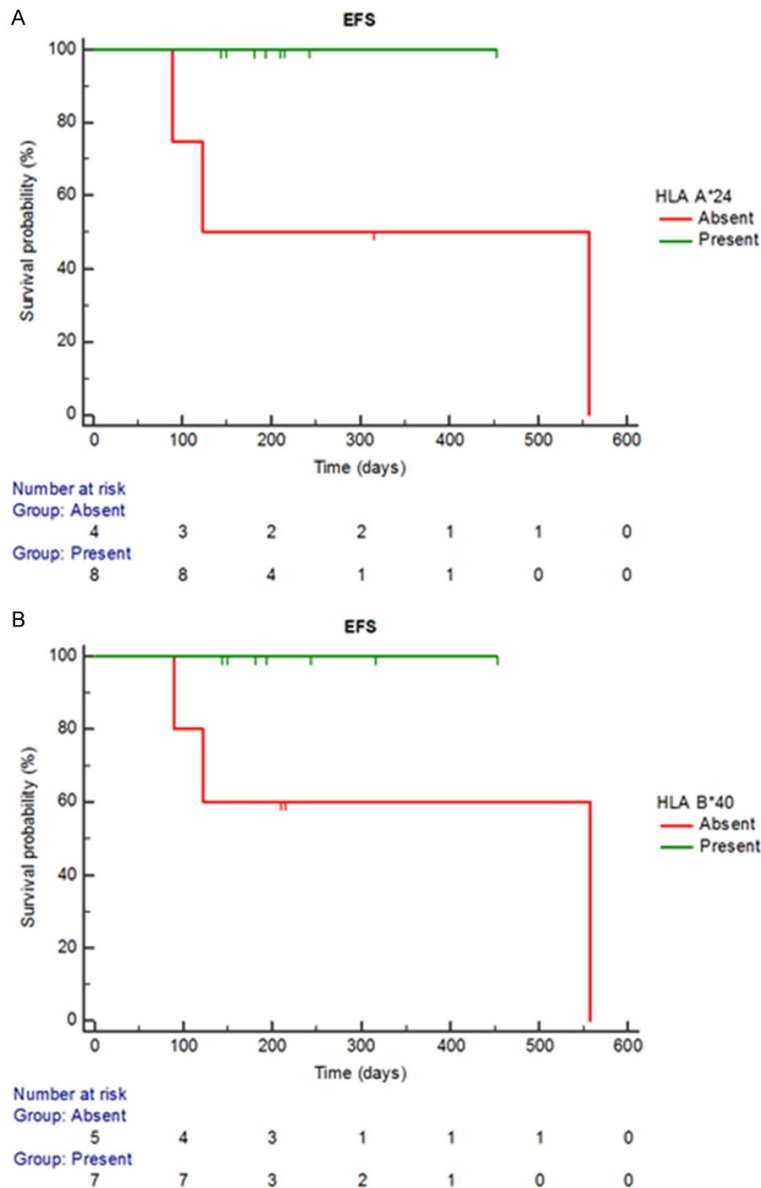 A
EFS
100
80
60
40
20
0
Survival probability (%)
0 100 200 300 400 500 600
Time (days)
HLA A*24
Absent
Present
Number at risk
Group: Absent
4 3 2 2 1 1 0
Group: Present
8 8 4 1 1 0 0
B
EFS
100
80
60
40
20
0
Survival probability (%)
0 100 200 300 400 500 600
Time (days)
HLA B*40
Absent
Present
Number at risk
Group: Absent
5 4 3 1 1 1 0
Group: Present
7 7 3 2 1 0 0